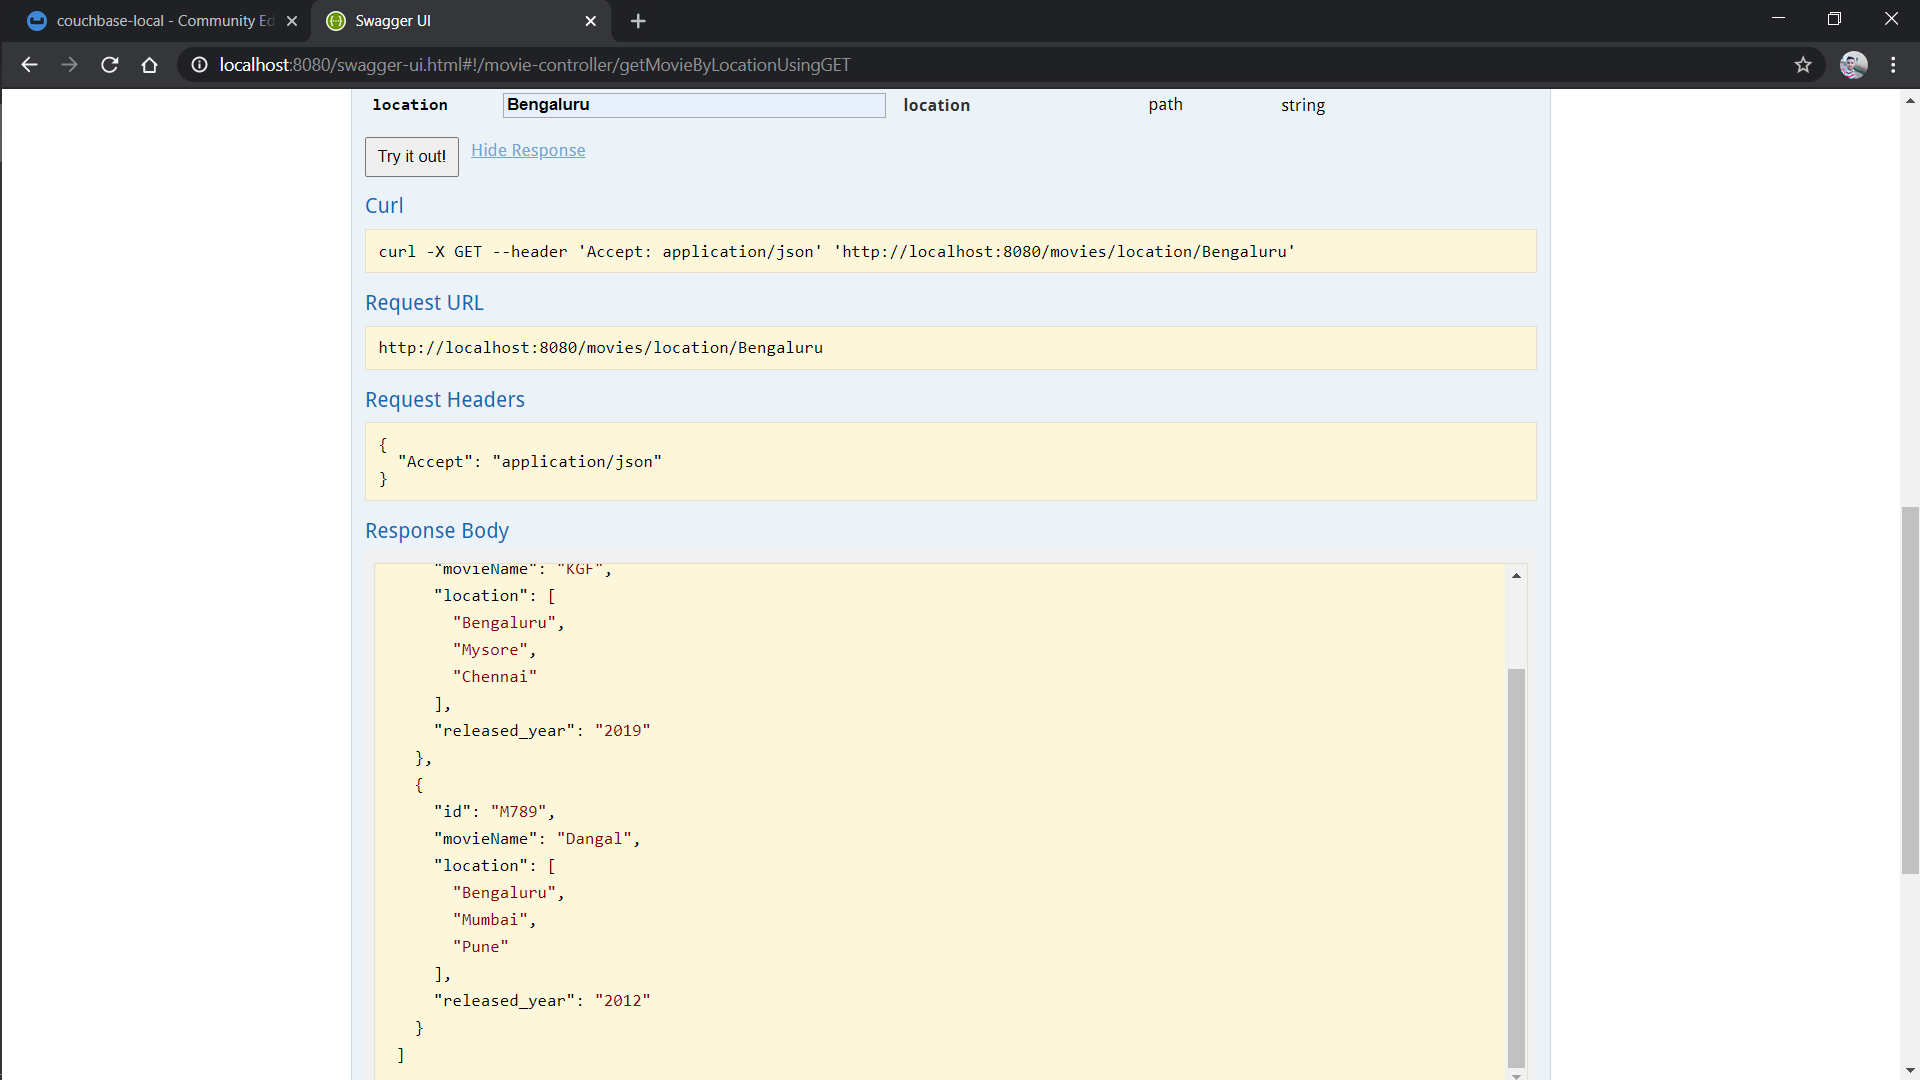 couchbase-local - Community Ed
Swagger UI
localhost:8080/swagger-ui.html#!/movie-controller/getMovieByLocationUsingGET
location Bengaluru location path string
Try it out! Hide Response
Curl
curl -X GET --header 'Accept: application/json' 'http://localhost:8080/movies/location/Bengaluru'
Request URL
http://localhost:8080/movies/location/Bengaluru
Request Headers
{
"Accept": "application/json"
}
Response Body
"movieName": "KGF",
"location": [
"Bengaluru",
"Mysore",
"Chennai"
],
"released_year": "2019"
},
{
"id": "M789",
"movieName": "Dangal",
"location": [
"Bengaluru",
"Mumbai",
"Pune"
],
"released_year": "2012"
}
]